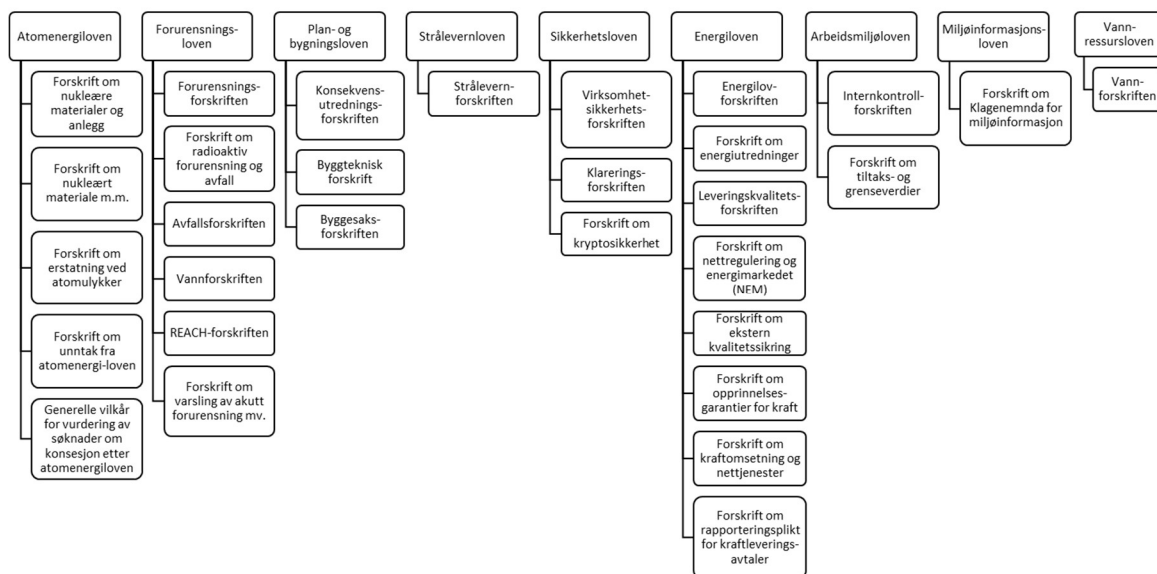 Atomenergiloven
Forskrift om
nukleære
materialer og
anlegg
Forskrift om
nukleært
materiale m.m.
Forskrift om
erstatning ved
atomulykker
Forskrift om
unntak fra
atomenergi-loven
Generelle vilkår
for vurdering av
søknader om
konsesjon etter
atomenergiloven
Forurensnings-
loven
Forurensnings-
forskriften
Forskrift om
radioaktiv
forurensning og
avfall
Avfallsforskriften
Vannforskriften
REACH-forskriften
Forskrift om
varsling av akutt
forurensning mv.
Plan- og
bygningsloven
Konsekvens-
utrednings-
forskriften
Byggteknisk
forskrift
Byggesaks-
forskriften
Strålevernloven
Strålevern-
forskriften
Sikkerhetsloven
Virksomhet-
sikkerhets-
forskriften
Klarerings-
forskriften
Forskrift om
kryptosikkerhet
Energiloven
Energilov-
forskriften
Forskrift om
energiutredninger
Leveringskvalitets-
forskriften
Forskrift om
nettregulering og
energimarkedet
(NEM)
Forskrift om
ekstern
kvalitetssikring
Forskrift om
opprinnelses-
garantier for kraft
Forskrift om
kraftomsetning og
nettjenester
Forskrift om
rapporteringsplikt
for kraftleverings-
avtaler
Arbeidsmiljøloven
Internkontroll-
forskriften
Forskrift om
tiltaks- og
grenseverdier
Miljøinformasjons-
loven
Forskrift om
Klagenemnda for
miljøinformasjon
Vann-
ressursloven
Vann-
forskriften